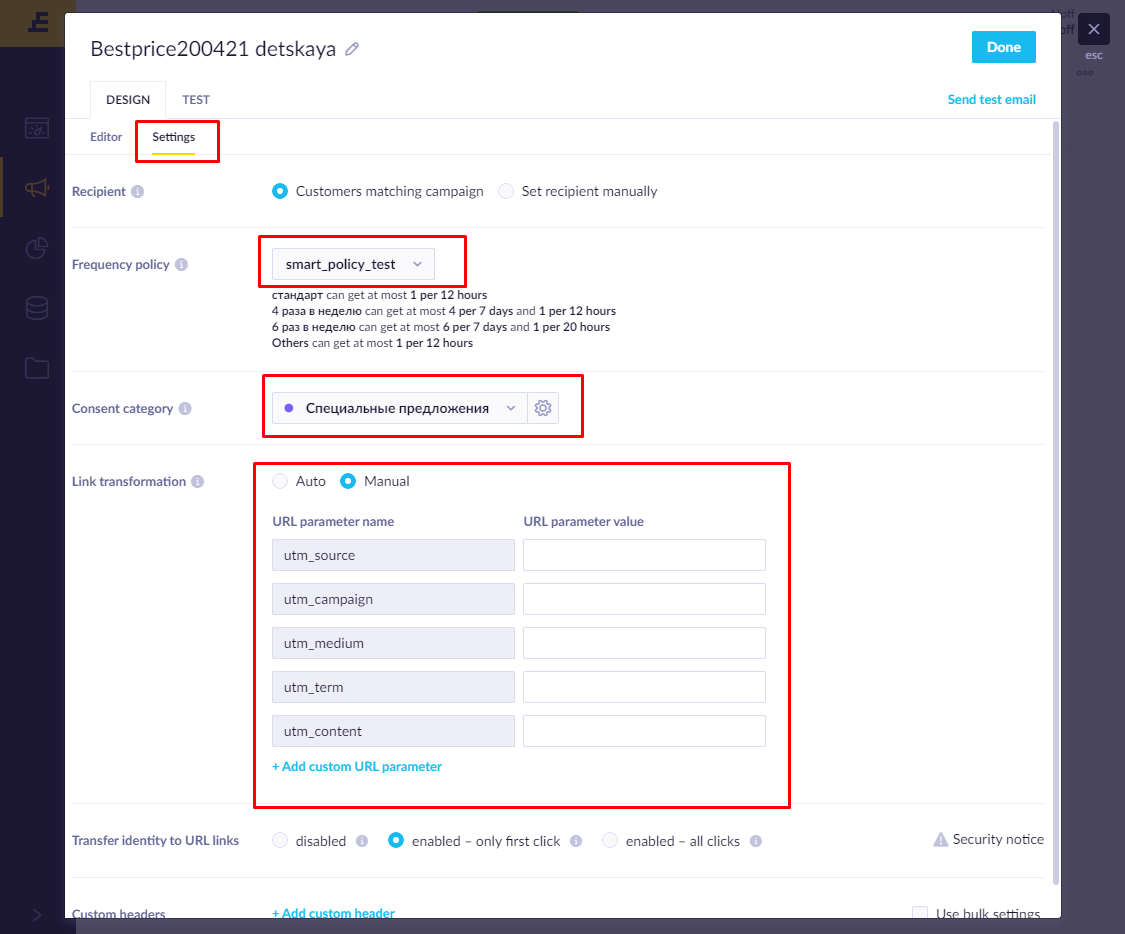 Bestprice200421 detskaya
Done
esc
DESIGN TEST
Send test email
Editor Settings
Recipient Customers matching campaign Set recipient manually
Frequency policy smart_policy_test
стандарт can get at most 1 per 12 hours
4 раза в неделю can get at most 4 per 7 days and 1 per 12 hours
6 раз в неделю can get at most 6 per 7 days and 1 per 20 hours
Others can get at most 1 per 12 hours
Consent category Специальные предложения
Link transformation Auto Manual
URL parameter name URL parameter value
utm_source
utm_campaign
utm_medium
utm_term
utm_content
+ Add custom URL parameter
Transfer identity to URL links disabled enabled – only first click enabled – all clicks Security notice
Custom headers + Add custom header Use bulk settings